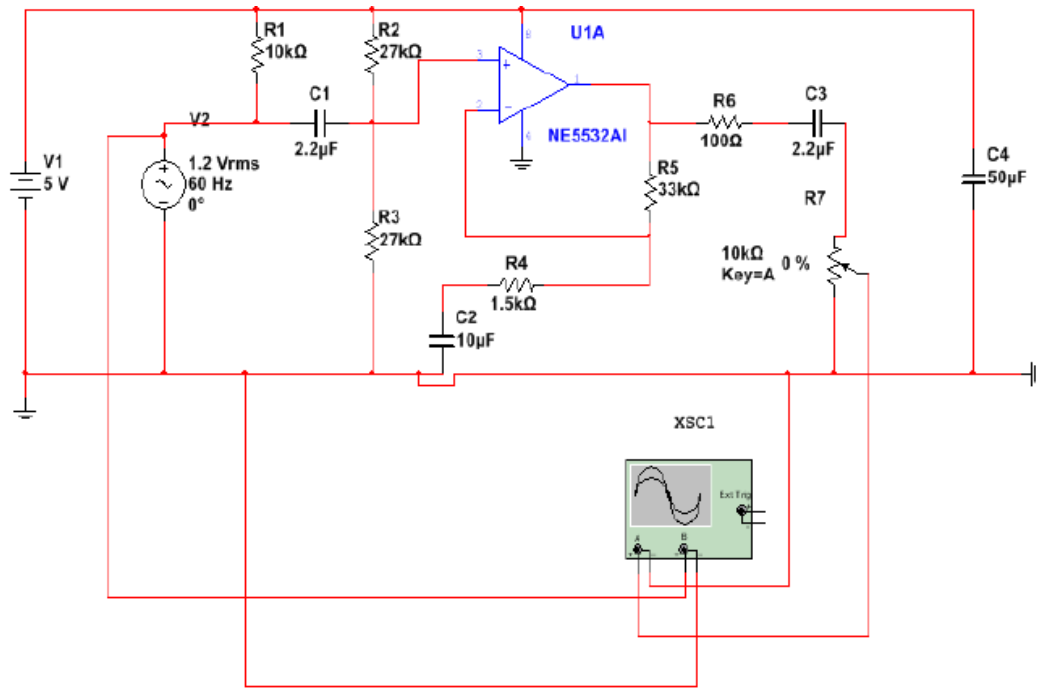 R1
10kΩ
R2
27kΩ
8
U1A
3
+
2
−
1
4
NE5532AI
C1
2.2µF
V2
1.2 Vrms
60 Hz
0°
V1
5 V
R3
27kΩ
R6
100Ω
C3
2.2µF
R5
33kΩ
R7
10kΩ
Key=A
0 %
C4
50µF
R4
1.5kΩ
C2
10µF
XSC1
Ext Trig
A
B